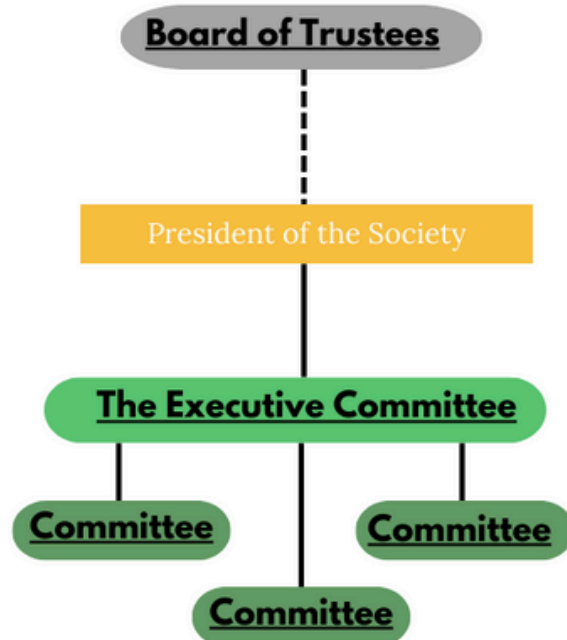 Board of Trustees
President of the Society
The Executive Committee
Committee
Committee
Committee